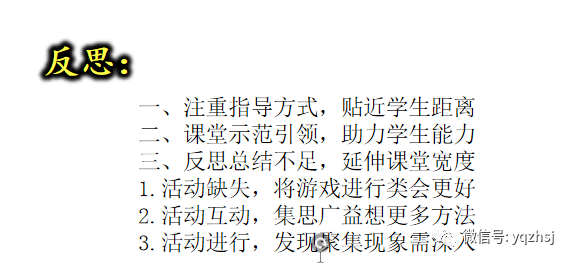 反思：
一、注重指导方式，贴近学生距离
二、课堂示范引领，助力学生能力
三、反思总结不足，延伸课堂宽度
1.活动缺失，将游戏进行类会更好
2.活动互动，集思广益想更多方法
3.活动进行，发现聚集现象需深入
微信号: yqzhsj